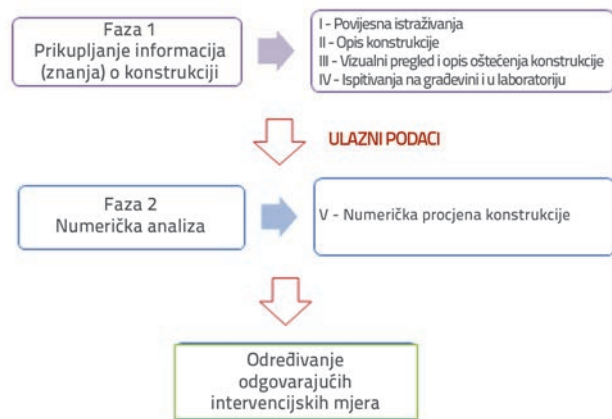 Faza 1
Prikupljanje informacija
(znanja) o konstrukciji
I - Povijesna istraživanja
II - Opis konstrukcije
III - Vizualni pregled i opis oštećenja konstrukcije
IV - Ispitivanja na građevini i u laboratoriju
ULAZNI PODACI
Faza 2
Numerička analiza
V - Numerička procjena konstrukcije
Određivanje
odgovarajućih
intervencijskih mjera